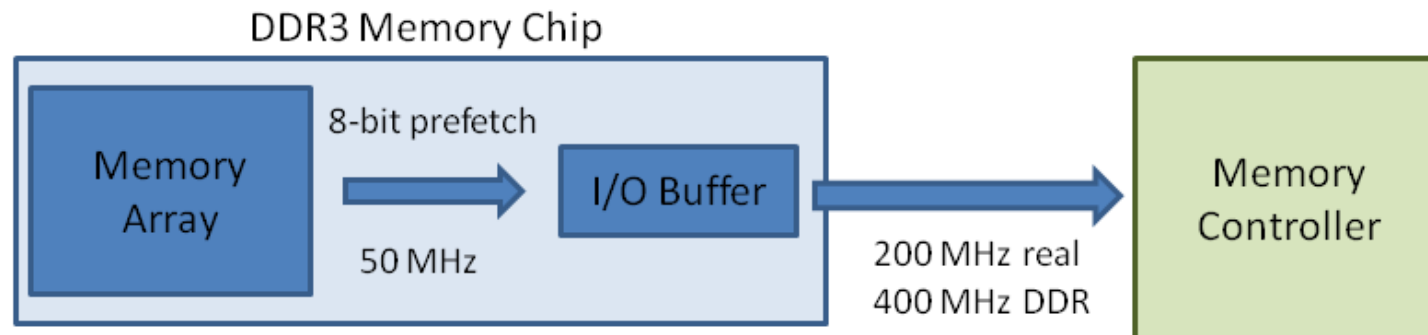 DDR3 Memory Chip
Memory
Array
8-bit prefetch
50 MHz
I/O Buffer
200 MHz real
400 MHz DDR
Memory
Controller